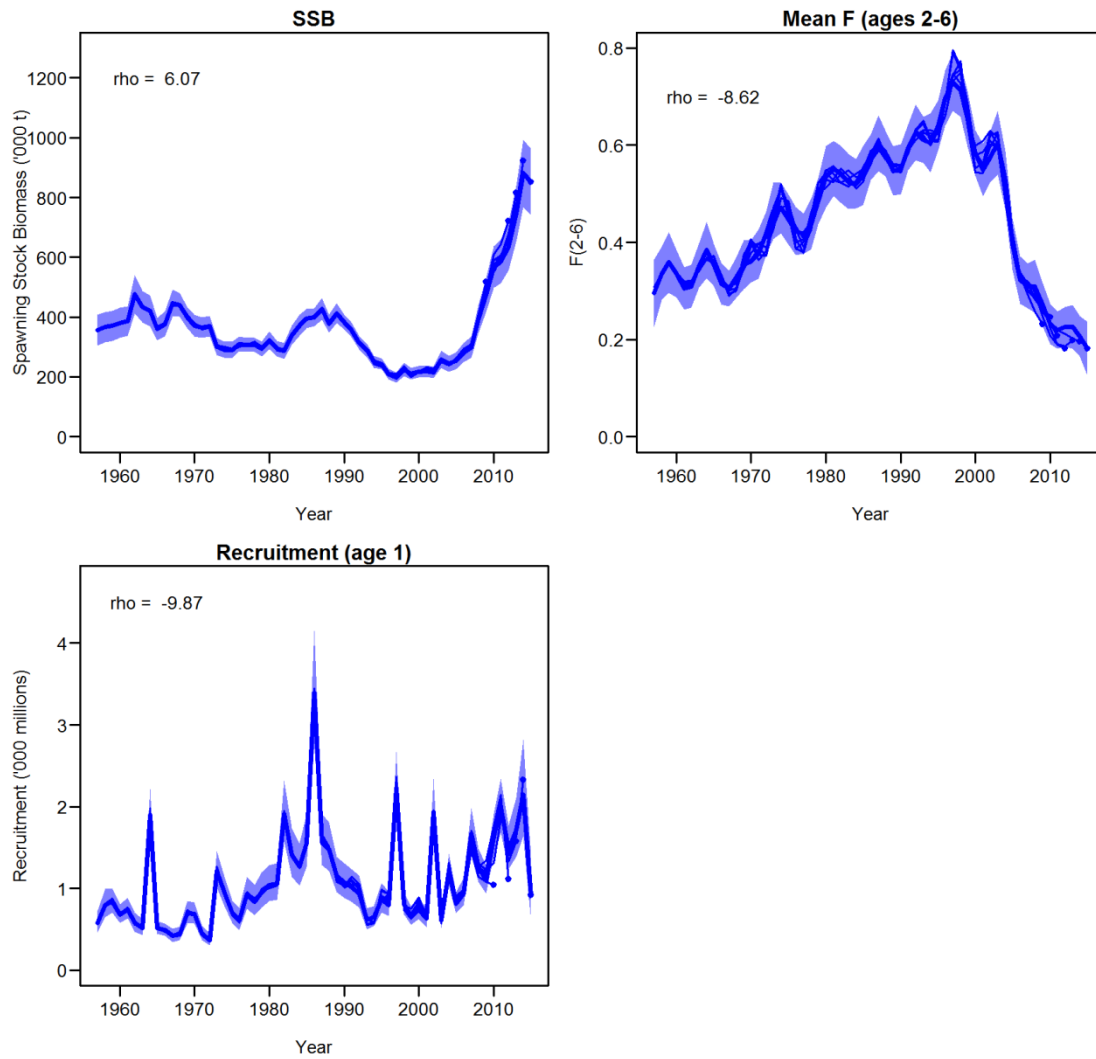 SSB
rho = 6.07
Spawning Stock Biomass ('000 t)
1200
1000
800
600
400
200
0
1960 1970 1980 1990 2000 2010
Year
Mean F (ages 2-6)
rho = -8.62
F(2-6)
0.8
0.6
0.4
0.2
0.0
1960 1970 1980 1990 2000 2010
Year
Recruitment (age 1)
rho = -9.87
Recruitment ('000 millions)
4
3
2
1
0
1960 1970 1980 1990 2000 2010
Year